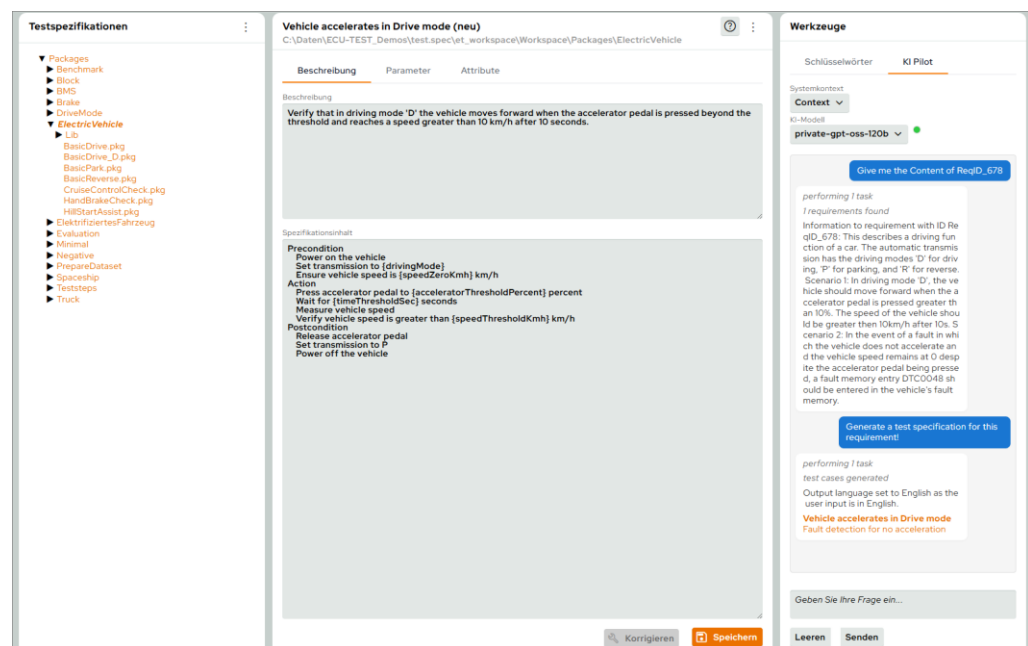 Testspezifikationen
Packages
Benchmark
Block
BMS
Brake
DriveMode
ElectricVehicle
Lib
BasicDrive.pkg
BasicDrive_D.pkg
BasicPark.pkg
BasicReverse.pkg
CruiseControlCheck.pkg
HandBrakeCheck.pkg
HillStartAssist.pkg
ElektrifiziertesFahrzeug
Evaluation
Minimal
Negative
PrepareDataset
Spaceship
Teststeps
Truck
Vehicle accelerates in Drive mode (neu)
C:\Daten\ECU-TEST_Demos\test.spec\et_workspace\Workspace\Packages\ElectricVehicle
Beschreibung Parameter Attribute
Beschreibung
Verify that in driving mode 'D' the vehicle moves forward when the accelerator pedal is pressed beyond the
threshold and reaches a speed greater than 10 km/h after 10 seconds.
Spezifikationsinhalt
Precondition
Power on the vehicle
Set transmission to {drivingMode}
Ensure vehicle speed is {speedZeroKmh} km/h
Action
Press accelerator pedal to {acceleratorThresholdPercent} percent
Wait for {timeThresholdSec} seconds
Measure vehicle speed
Verify vehicle speed is greater than {speedThresholdKmh} km/h
Postcondition
Release accelerator pedal
Set transmission to P
Power off the vehicle
Korrigieren Speichern
Werkzeuge
Schlüsselwörter KI Pilot
Systemkontext
Context
KI-Modell
private-gpt-oss-120b
Give me the Content of ReqID_678
performing 1 task
1 requirements found
Information to requirement with ID Re
qID_678: This describes a driving fun
ction of a car. The automatic transmis
sion has the driving modes 'D' for driv
ing, 'P' for parking, and 'R' for reverse.
Scenario 1: In driving mode 'D', the ve
hicle should move forward when the a
ccelerator pedal is pressed greater th
an 10%. The speed of the vehicle shou
ld be greater then 10km/h after 10s. S
cenario 2: In the event of a fault in whi
ch the vehicle does not accelerate an
d the vehicle speed remains at 0 desp
ite the accelerator pedal being presse
d, a fault memory entry DTC0048 sh
ould be entered in the vehicle's fault
memory.
Generate a test specification for this
requirement!
performing 1 task
test cases generated
Output language set to English as the
user input is in English.
Vehicle accelerates in Drive mode
Fault detection for no acceleration
Geben Sie Ihre Frage ein...
Leeren Senden